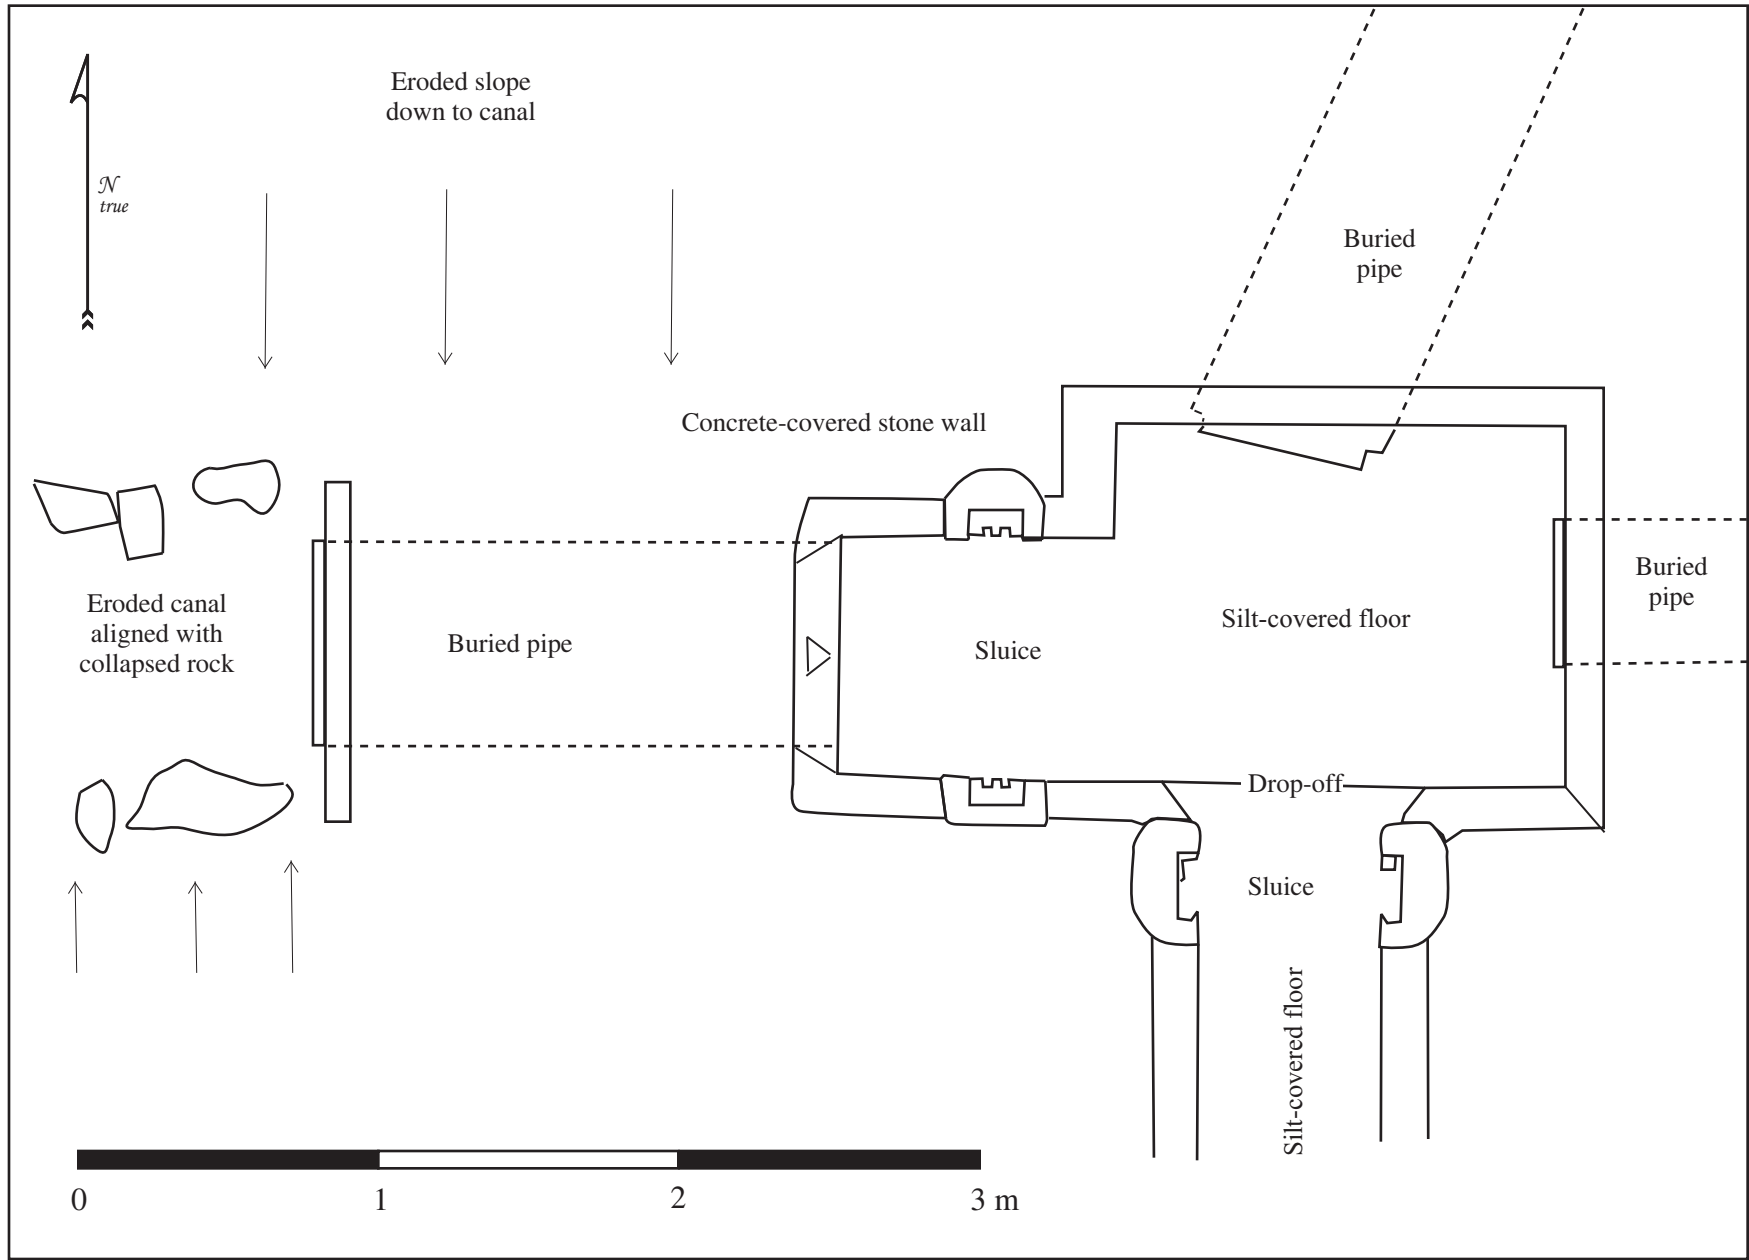 Eroded slope
down to canal
N
true
Buried
pipe
Concrete-covered stone wall
Eroded canal
aligned with
collapsed rock
Buried pipe
Sluice
Silt-covered floor
Buried
pipe
Drop-off
Sluice
Silt-covered floor
0 1 2 3 m